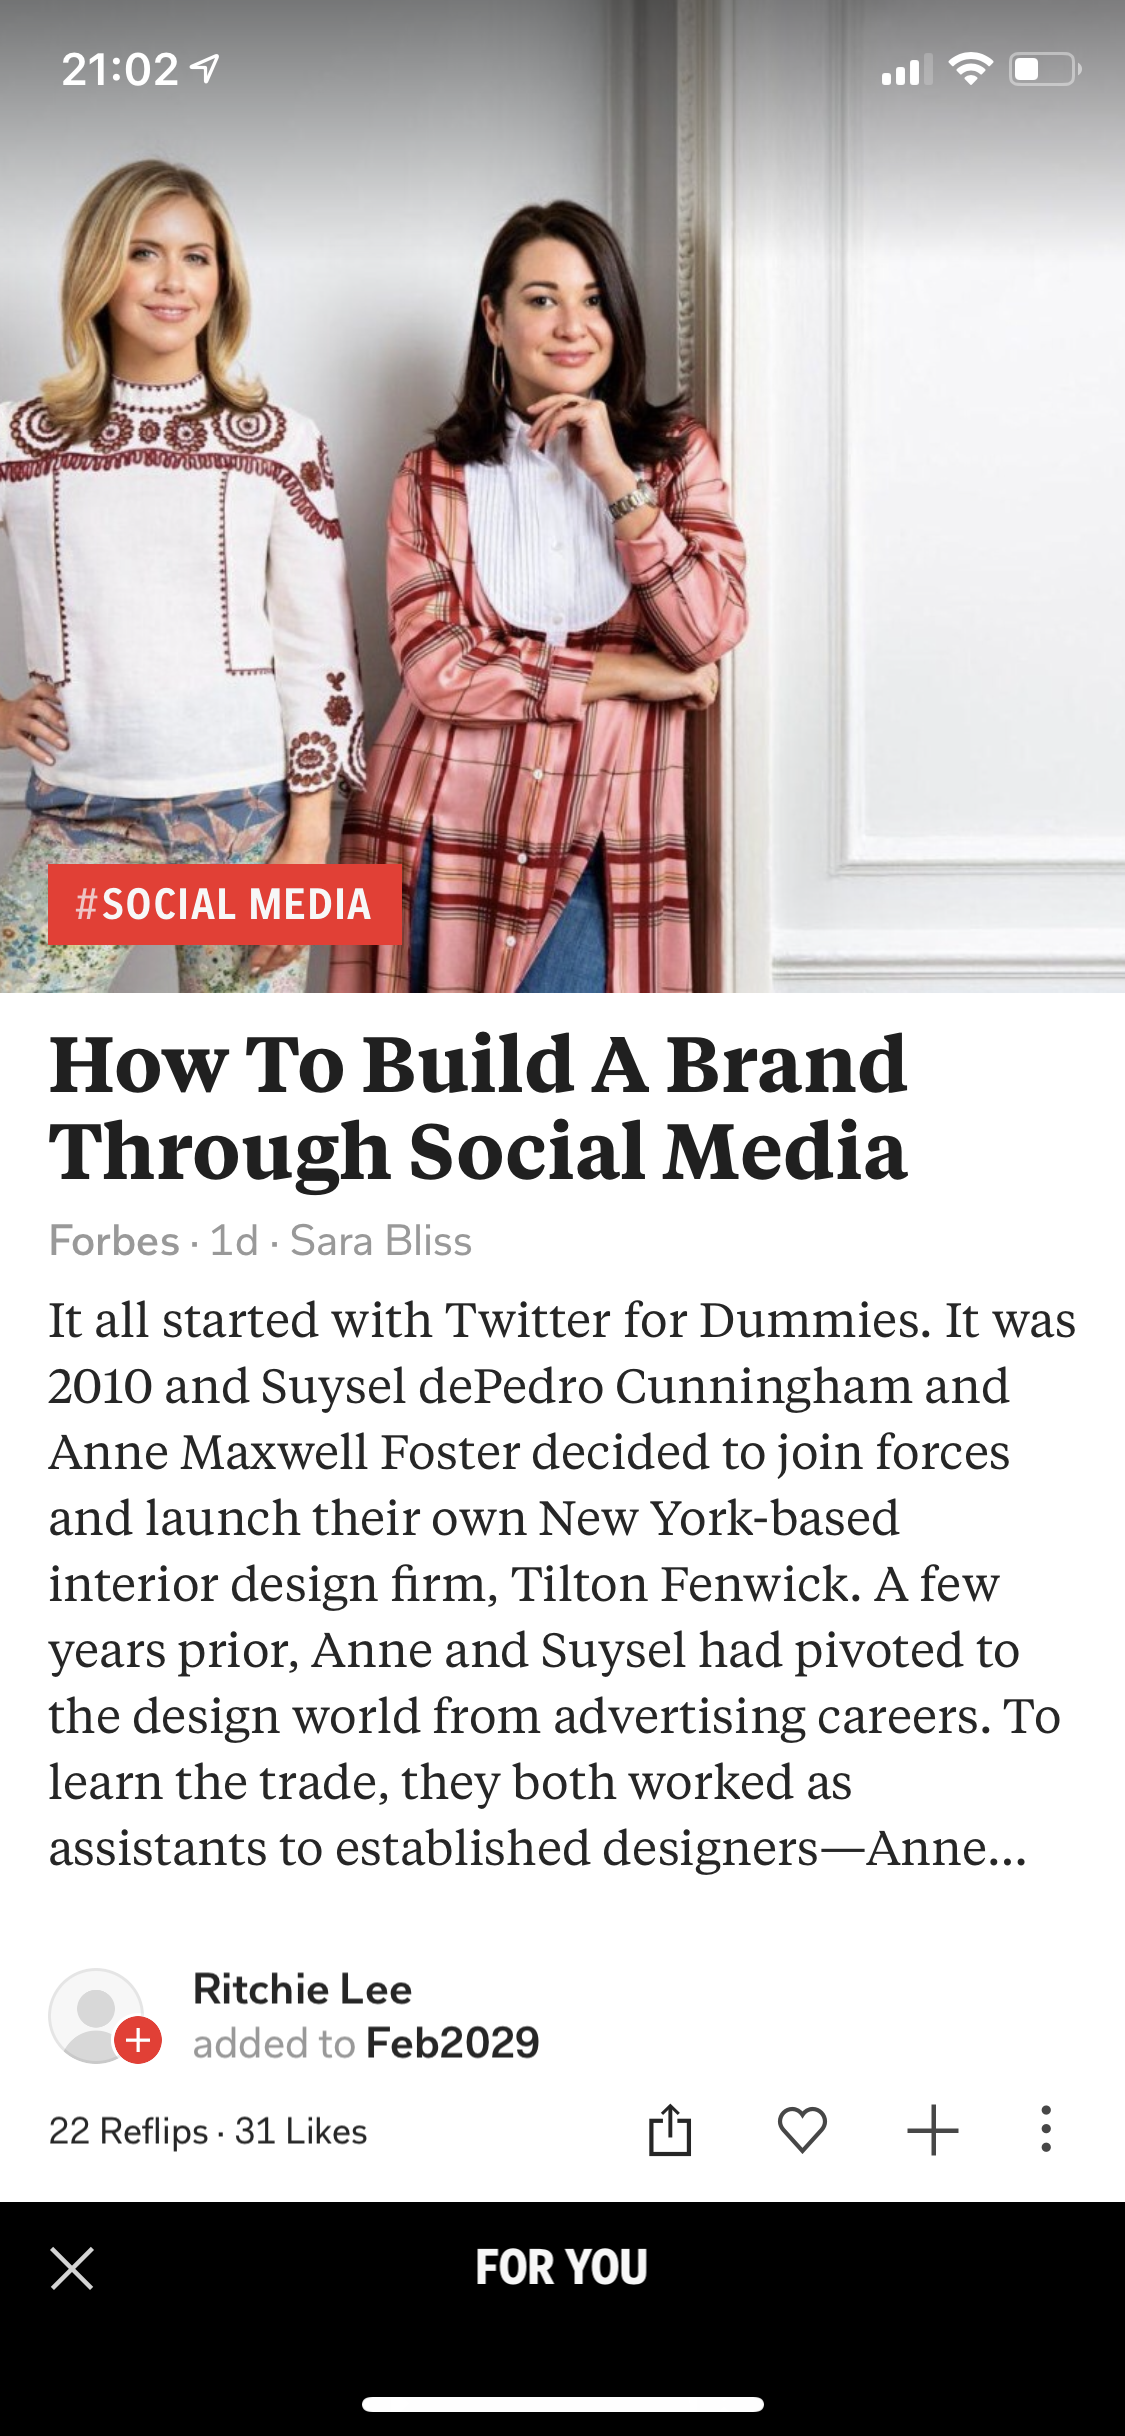 21:02
#SOCIAL MEDIA
How To Build A Brand
Through Social Media
Forbes · 1d · Sara Bliss
It all started with Twitter for Dummies. It was
2010 and Suysel dePedro Cunningham and
Anne Maxwell Foster decided to join forces
and launch their own New York-based
interior design firm, Tilton Fenwick. A few
years prior, Anne and Suysel had pivoted to
the design world from advertising careers. To
learn the trade, they both worked as
assistants to established designers—Anne...
Ritchie Lee
added to Feb2029
22 Reflips · 31 Likes
FOR YOU